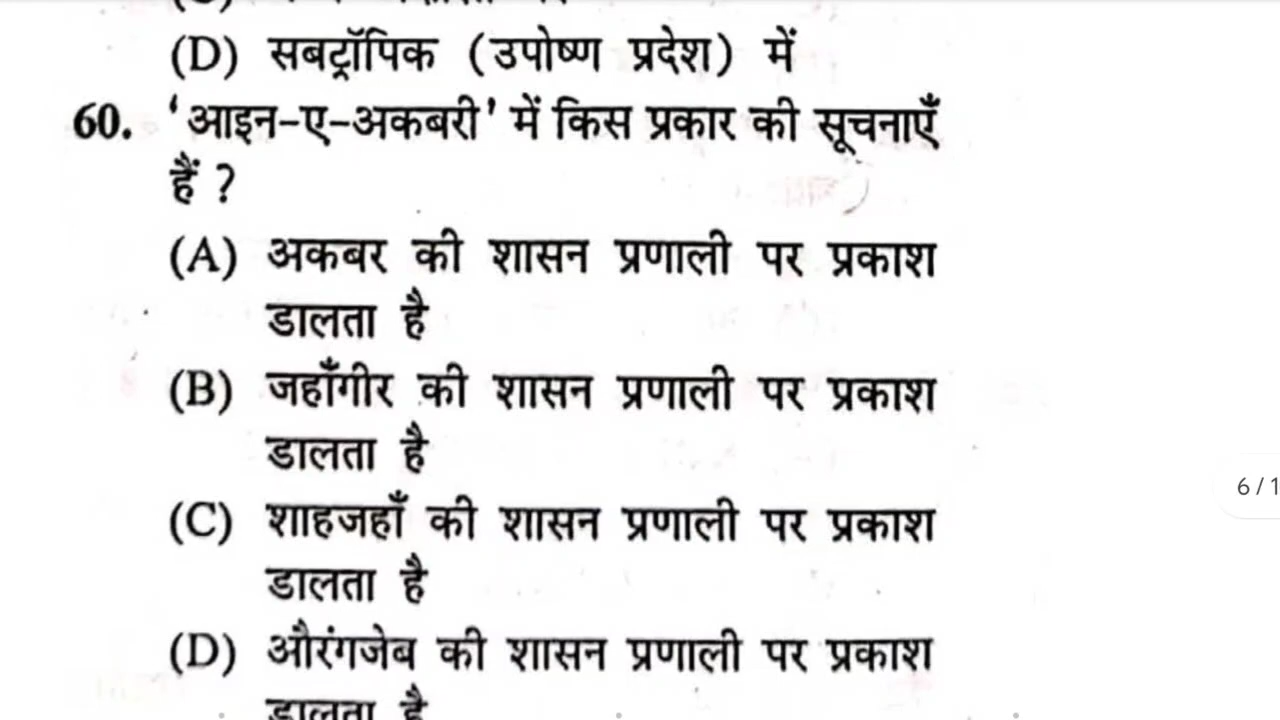 (D) सबट्रॉपिक (उपोष्ण प्रदेश) में
60. 'आइन-ए-अकबरी' में किस प्रकार की सूचनाएँ
हैं ?
(A) अकबर की शासन प्रणाली पर प्रकाश
डालता है
(B) जहाँगीर की शासन प्रणाली पर प्रकाश
डालता है
(C) शाहजहाँ की शासन प्रणाली पर प्रकाश
डालता है
6 / 1
(D) औरंगजेब की शासन प्रणाली पर प्रकाश
डालता है